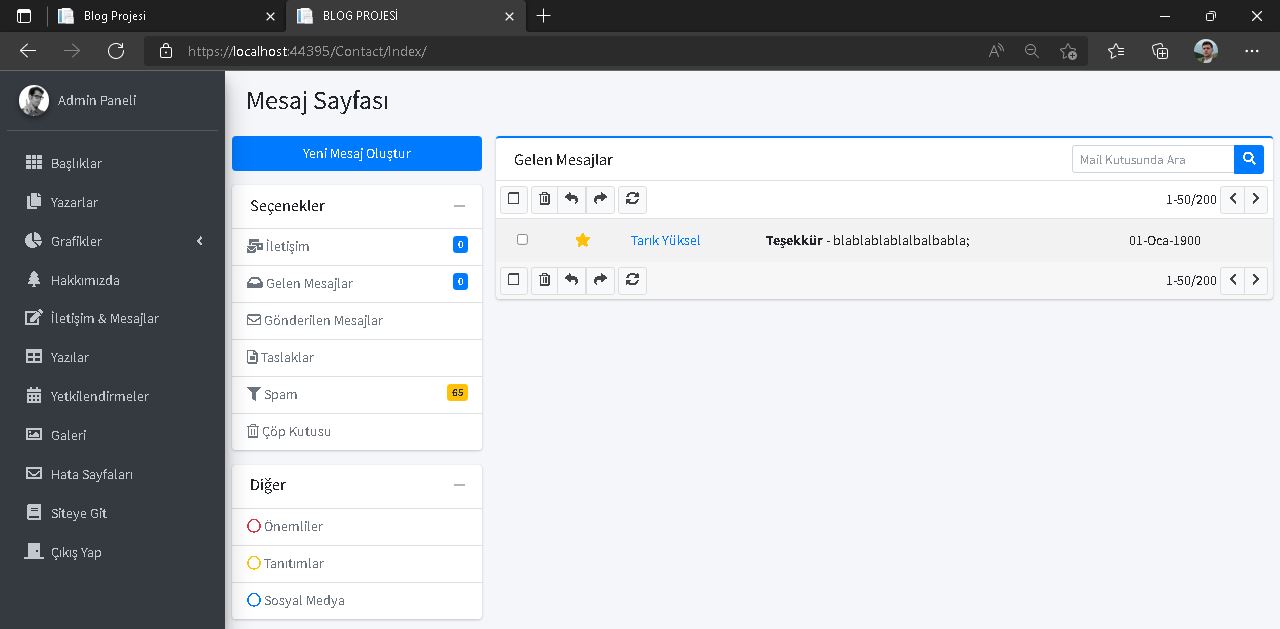 Blog Projesi
BLOG PROJESİ
https://localhost:44395/Contact/Index/
Admin Paneli
Başlıklar
Yazarlar
Grafikler
Hakkımızda
İletişim & Mesajlar
Yazılar
Yetkilendirmeler
Galeri
Hata Sayfaları
Siteye Git
Çıkış Yap
Mesaj Sayfası
Yeni Mesaj Oluştur
Seçenekler
İletişim 0
Gelen Mesajlar 0
Gönderilen Mesajlar
Taslaklar
Spam 65
Çöp Kutusu
Diğer
Önemliler
Tanıtımlar
Sosyal Medya
Gelen Mesajlar
Mail Kutusunda Ara
1-50/200
Tarık Yüksel Teşekkür - blablablablalbalbabla; 01-Oca-1900
1-50/200